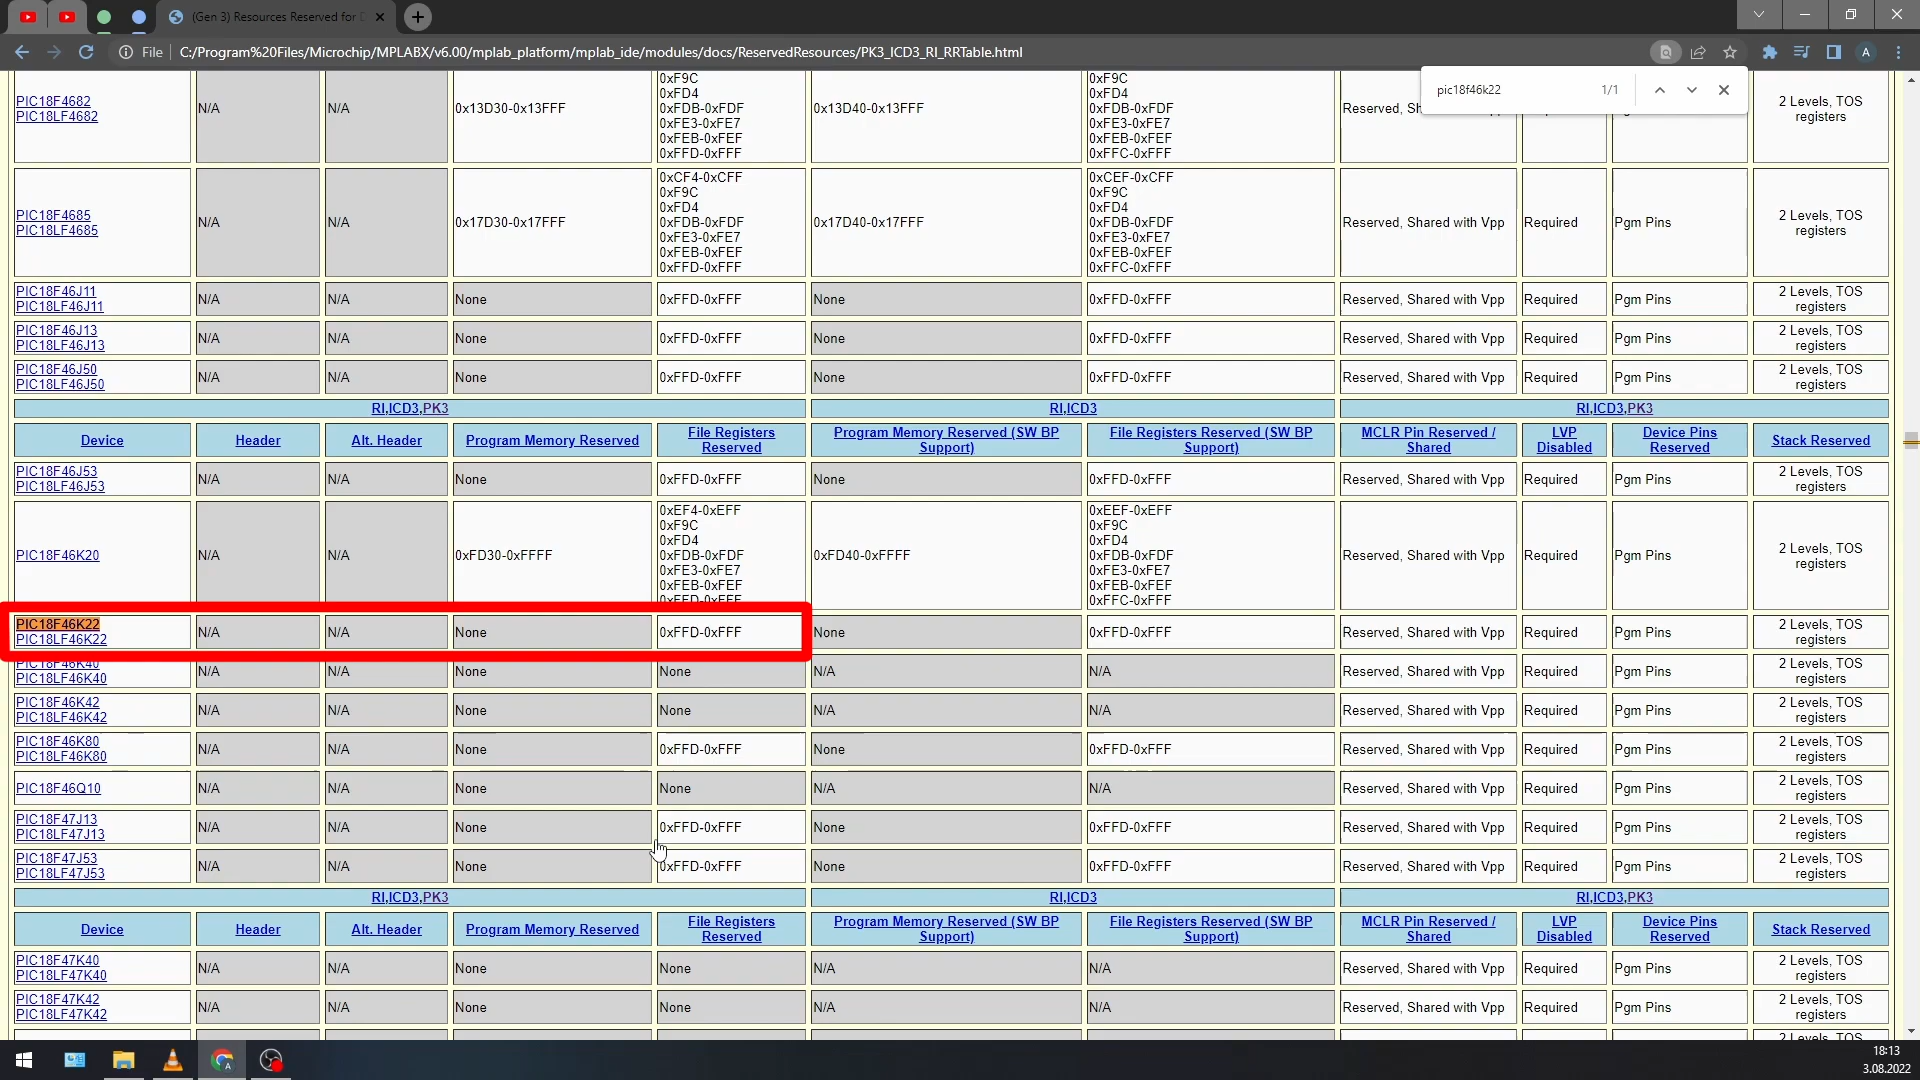 (Gen 3) Resources Reserved for D
File | C:/Program%20Files/Microchip/MPLABX/v6.00/mplab_platform/mplab_ide/modules/docs/ReservedResources/PK3_ICD3_RI_RRTable.html
A
pic18f46k22 1/1
PIC18F4682
PIC18LF4682
N/A
N/A
0x13D30-0x13FFF
0xF9C
0xFD4
0xFDB-0xFDF
0xFE3-0xFE7
0xFEB-0xFEF
0xFFD-0xFFF
0x13D40-0x13FFF
0xF9C
0xFD4
0xFDB-0xFDF
0xFE3-0xFE7
0xFEB-0xFEF
0xFFC-0xFFF
Reserved, Sh
2 Levels, TOS
registers
PIC18F4685
PIC18LF4685
N/A
N/A
0x17D30-0x17FFF
0xCF4-0xCFF
0xF9C
0xFD4
0xFDB-0xFDF
0xFE3-0xFE7
0xFEB-0xFEF
0xFFD-0xFFF
0x17D40-0x17FFF
0xCEF-0xCFF
0xF9C
0xFD4
0xFDB-0xFDF
0xFE3-0xFE7
0xFEB-0xFEF
0xFFC-0xFFF
Reserved, Shared with Vpp
Required
Pgm Pins
2 Levels, TOS
registers
PIC18F46J11
PIC18LF46J11
N/A
N/A
None
0xFFD-0xFFF
None
0xFFD-0xFFF
Reserved, Shared with Vpp
Required
Pgm Pins
2 Levels, TOS
registers
PIC18F46J13
PIC18LF46J13
N/A
N/A
None
0xFFD-0xFFF
None
0xFFD-0xFFF
Reserved, Shared with Vpp
Required
Pgm Pins
2 Levels, TOS
registers
PIC18F46J50
PIC18LF46J50
N/A
N/A
None
0xFFD-0xFFF
None
0xFFD-0xFFF
Reserved, Shared with Vpp
Required
Pgm Pins
2 Levels, TOS
registers
RI,ICD3,PK3
RI,ICD3
RI,ICD3,PK3
Device
Header
Alt. Header
Program Memory Reserved
File Registers
Reserved
Program Memory Reserved (SW BP
Support)
File Registers Reserved (SW BP
Support)
MCLR Pin Reserved /
Shared
LVP
Disabled
Device Pins
Reserved
Stack Reserved
PIC18F46J53
PIC18LF46J53
N/A
N/A
None
0xFFD-0xFFF
None
0xFFD-0xFFF
Reserved, Shared with Vpp
Required
Pgm Pins
2 Levels, TOS
registers
PIC18F46K20
N/A
N/A
0xFD30-0xFFFF
0xEF4-0xEFF
0xF9C
0xFD4
0xFDB-0xFDF
0xFE3-0xFE7
0xFEB-0xFEF
0xFFD-0xFFF
0xFD40-0xFFFF
0xEEF-0xEFF
0xF9C
0xFD4
0xFDB-0xFDF
0xFE3-0xFE7
0xFEB-0xFEF
0xFFC-0xFFF
Reserved, Shared with Vpp
Required
Pgm Pins
2 Levels, TOS
registers
PIC18F46K22
PIC18LF46K22
N/A
N/A
None
0xFFD-0xFFF
None
0xFFD-0xFFF
Reserved, Shared with Vpp
Required
Pgm Pins
2 Levels, TOS
registers
PIC18F46K40
PIC18LF46K40
N/A
N/A
None
None
N/A
N/A
Reserved, Shared with Vpp
Required
Pgm Pins
2 Levels, TOS
registers
PIC18F46K42
PIC18LF46K42
N/A
N/A
None
None
N/A
N/A
Reserved, Shared with Vpp
Required
Pgm Pins
2 Levels, TOS
registers
PIC18F46K80
PIC18LF46K80
N/A
N/A
None
0xFFD-0xFFF
None
0xFFD-0xFFF
Reserved, Shared with Vpp
Required
Pgm Pins
2 Levels, TOS
registers
PIC18F46Q10
N/A
N/A
None
None
N/A
N/A
Reserved, Shared with Vpp
Required
Pgm Pins
2 Levels, TOS
registers
PIC18F47J13
PIC18LF47J13
N/A
N/A
None
0xFFD-0xFFF
None
0xFFD-0xFFF
Reserved, Shared with Vpp
Required
Pgm Pins
2 Levels, TOS
registers
PIC18F47J53
PIC18LF47J53
N/A
N/A
None
0xFFD-0xFFF
None
0xFFD-0xFFF
Reserved, Shared with Vpp
Required
Pgm Pins
2 Levels, TOS
registers
RI,ICD3,PK3
RI,ICD3
RI,ICD3,PK3
Device
Header
Alt. Header
Program Memory Reserved
File Registers
Reserved
Program Memory Reserved (SW BP
Support)
File Registers Reserved (SW BP
Support)
MCLR Pin Reserved /
Shared
LVP
Disabled
Device Pins
Reserved
Stack Reserved
PIC18F47K40
PIC18LF47K40
N/A
N/A
None
None
N/A
N/A
Reserved, Shared with Vpp
Required
Pgm Pins
2 Levels, TOS
registers
PIC18F47K42
PIC18LF47K42
N/A
N/A
None
None
N/A
N/A
Reserved, Shared with Vpp
Required
Pgm Pins
2 Levels, TOS
registers
2 Levels, TOS
18:13
3.08.2022